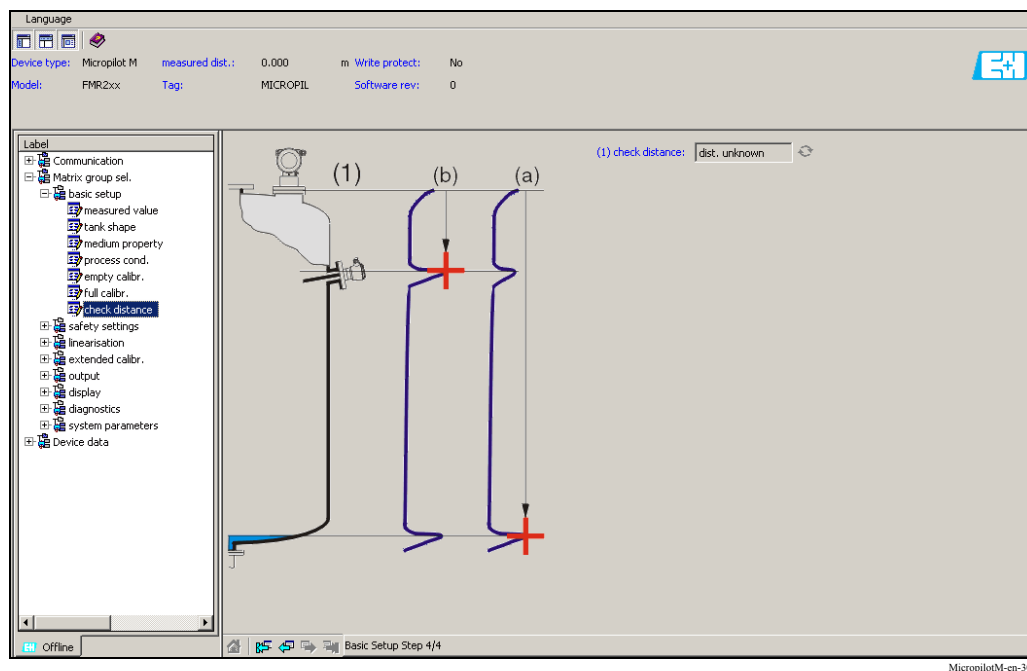 Language
Device type: Micropilot M measured dist.: 0.000 m Write protect: No
Model: FMR2xx Tag: MICROPIL Software rev: 0
E+H
Label
Communication
Matrix group sel.
basic setup
measured value
tank shape
medium property
process cond.
empty calibr.
full calibr.
check distance
safety settings
linearisation
extended calibr.
output
display
diagnostics
system parameters
Device data
(1) (b) (a)
(1) check distance: dist. unknown
Offline
Basic Setup Step 4/4